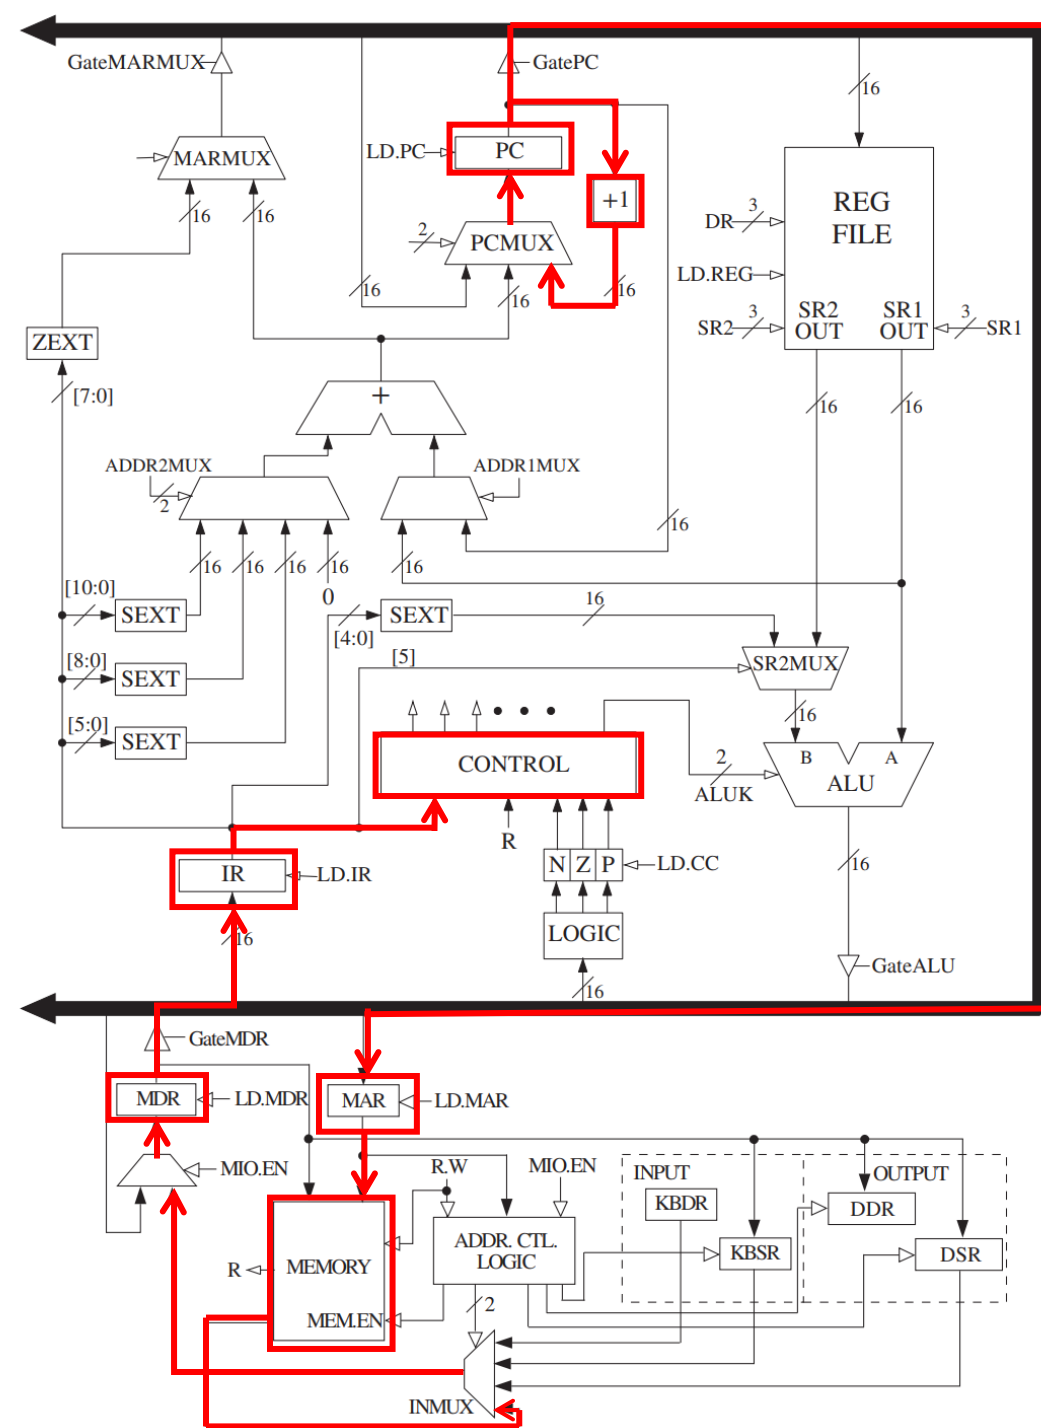 GateMARMUX
GatePC
16
MARMUX
LD.PC
PC
+1
REG
FILE
DR
3
2
PCMUX
16
16
16
16
16
LD.REG
SR2
3
SR2
OUT
SR1
OUT
3
SR1
ZEXT
[7:0]
+
16
16
ADDR2MUX
2
ADDR1MUX
16
16
16
16
16
16
0
[10:0]
SEXT
[4:0]
SEXT
16
[8:0]
SEXT
[5]
SR2MUX
16
[5:0]
SEXT
CONTROL
2
ALUK
B
A
ALU
R
IR
LD.IR
N
Z
P
LD.CC
16
16
LOGIC
16
GateALU
GateMDR
MDR
LD.MDR
MAR
LD.MAR
MIO.EN
R.W
MIO.EN
INPUT
OUTPUT
KBDR
DDR
R
MEMORY
ADDR. CTL.
LOGIC
KBSR
DSR
MEM.EN
2
INMUX